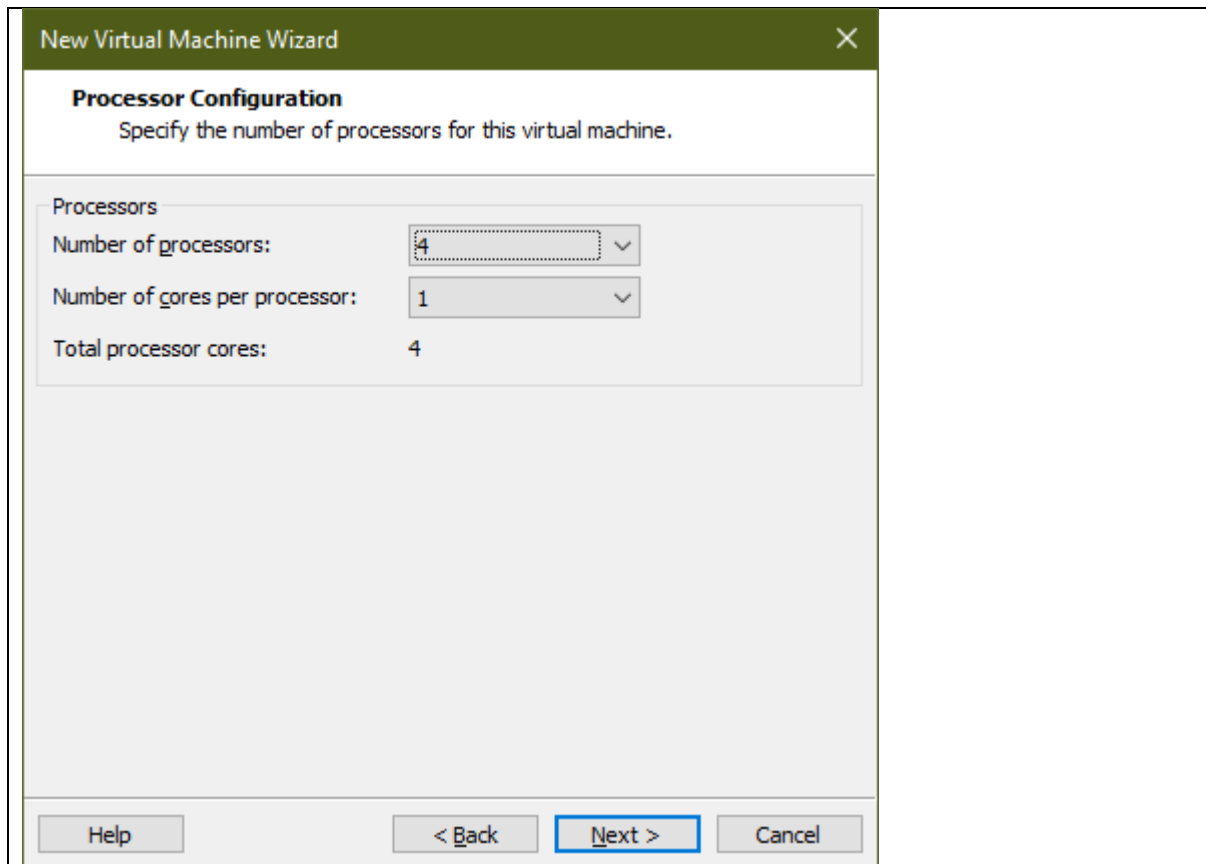 New Virtual Machine Wizard
Processor Configuration
Specify the number of processors for this virtual machine.
Processors
Number of processors: 4
Number of cores per processor: 1
Total processor cores: 4
Help < Back Next > Cancel